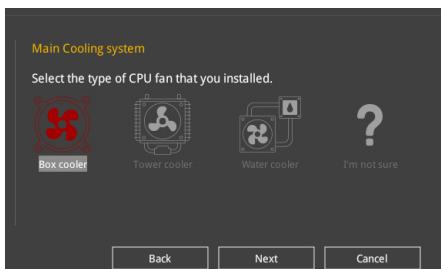 Main Cooling system
Select the type of CPU fan that you installed.
?
Box cooler Tower cooler Water cooler I'm not sure
Back Next Cancel